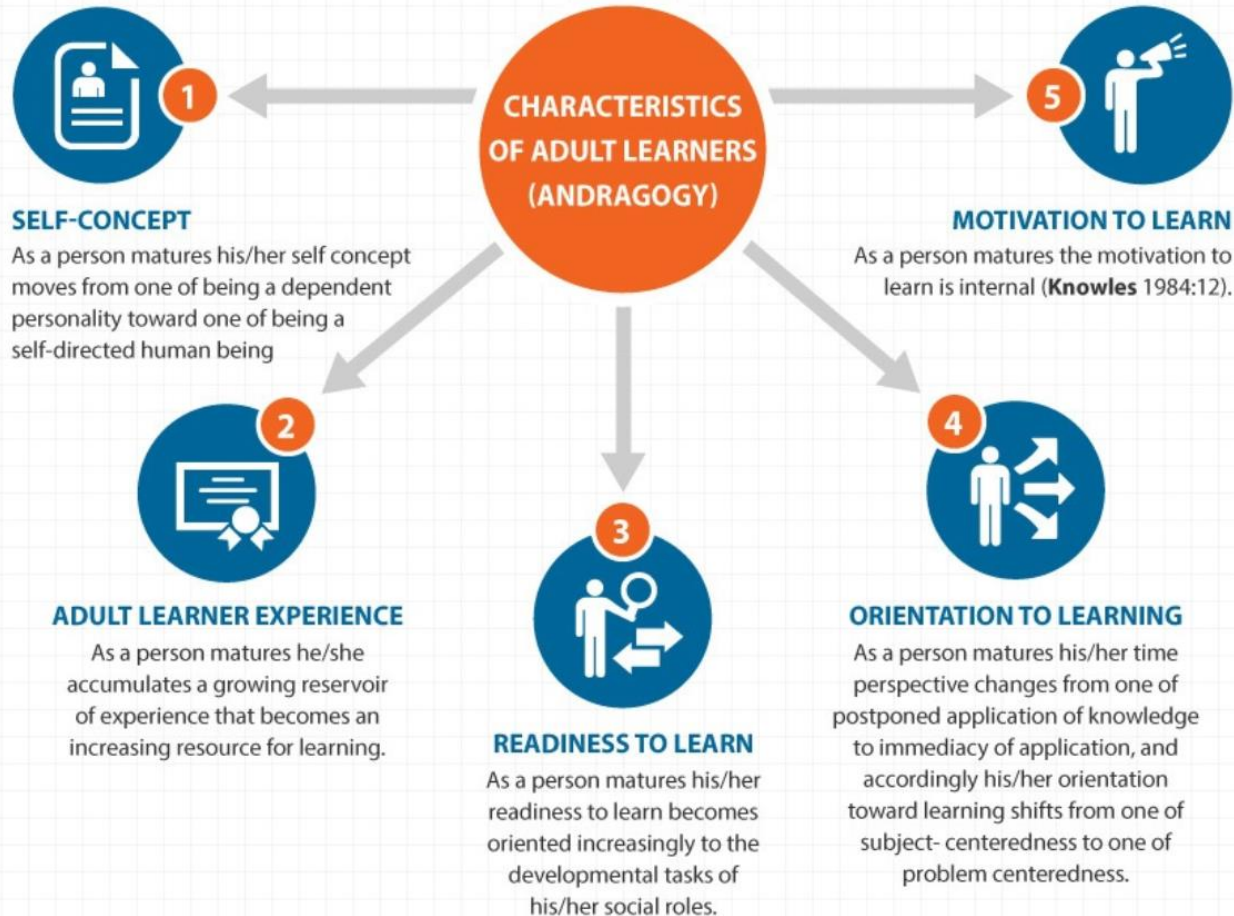 CHARACTERISTICS
OF ADULT LEARNERS
(ANDRAGOGY)
1
SELF-CONCEPT
As a person matures his/her self concept
moves from one of being a dependent
personality toward one of being a
self-directed human being
2
ADULT LEARNER EXPERIENCE
As a person matures he/she
accumulates a growing reservoir
of experience that becomes an
increasing resource for learning.
3
READINESS TO LEARN
As a person matures his/her
readiness to learn becomes
oriented increasingly to the
developmental tasks of
his/her social roles.
4
ORIENTATION TO LEARNING
As a person matures his/her time
perspective changes from one of
postponed application of knowledge
to immediacy of application, and
accordingly his/her orientation
toward learning shifts from one of
subject- centeredness to one of
problem centeredness.
5
MOTIVATION TO LEARN
As a person matures the motivation to
learn is internal (Knowles 1984:12).